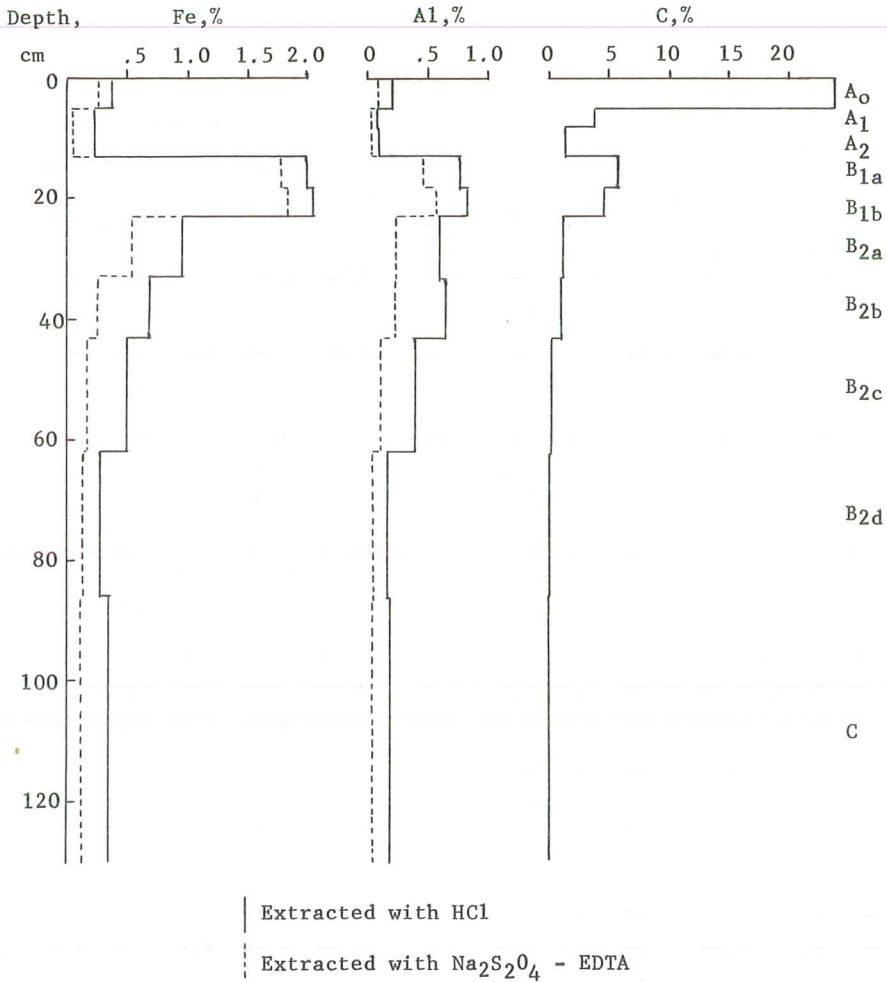 Depth, Fe,% Al,% C,%
cm .5 1.0 1.5 2.0 0 .5 1.0 0 5 10 15 20
0
20
40
60
80
100
120
Ao
A1
A2
B1a
B1b
B2a
B2b
B2c
B2d
C
Extracted with HCl
Extracted with Na2S2O4 - EDTA